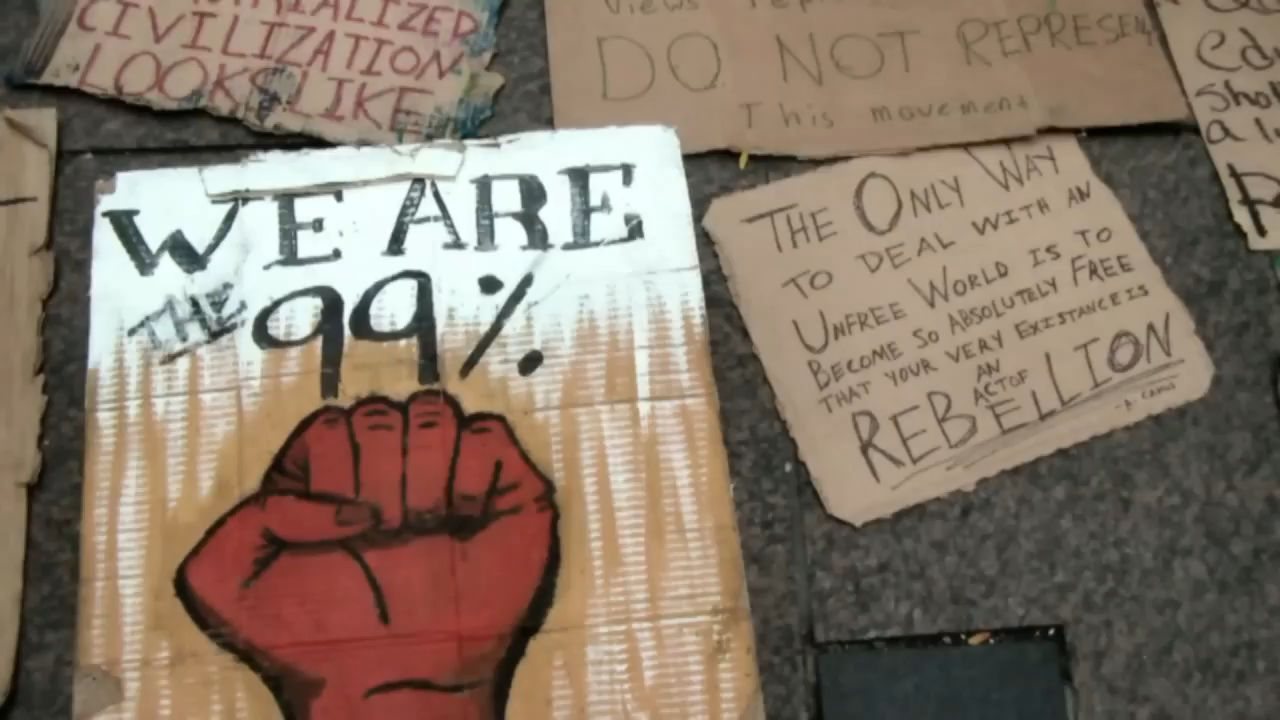 CIVILIZATION
LOOKS LIKE
views
DO NOT REPRESENT
This movement
WE ARE
THE 99%
THE ONLY WAY
TO DEAL WITH AN
UNFREE WORLD IS TO
BECOME SO ABSOLUTELY FREE
THAT YOUR VERY EXISTANCE IS
AN
ACT OF
REBELLION